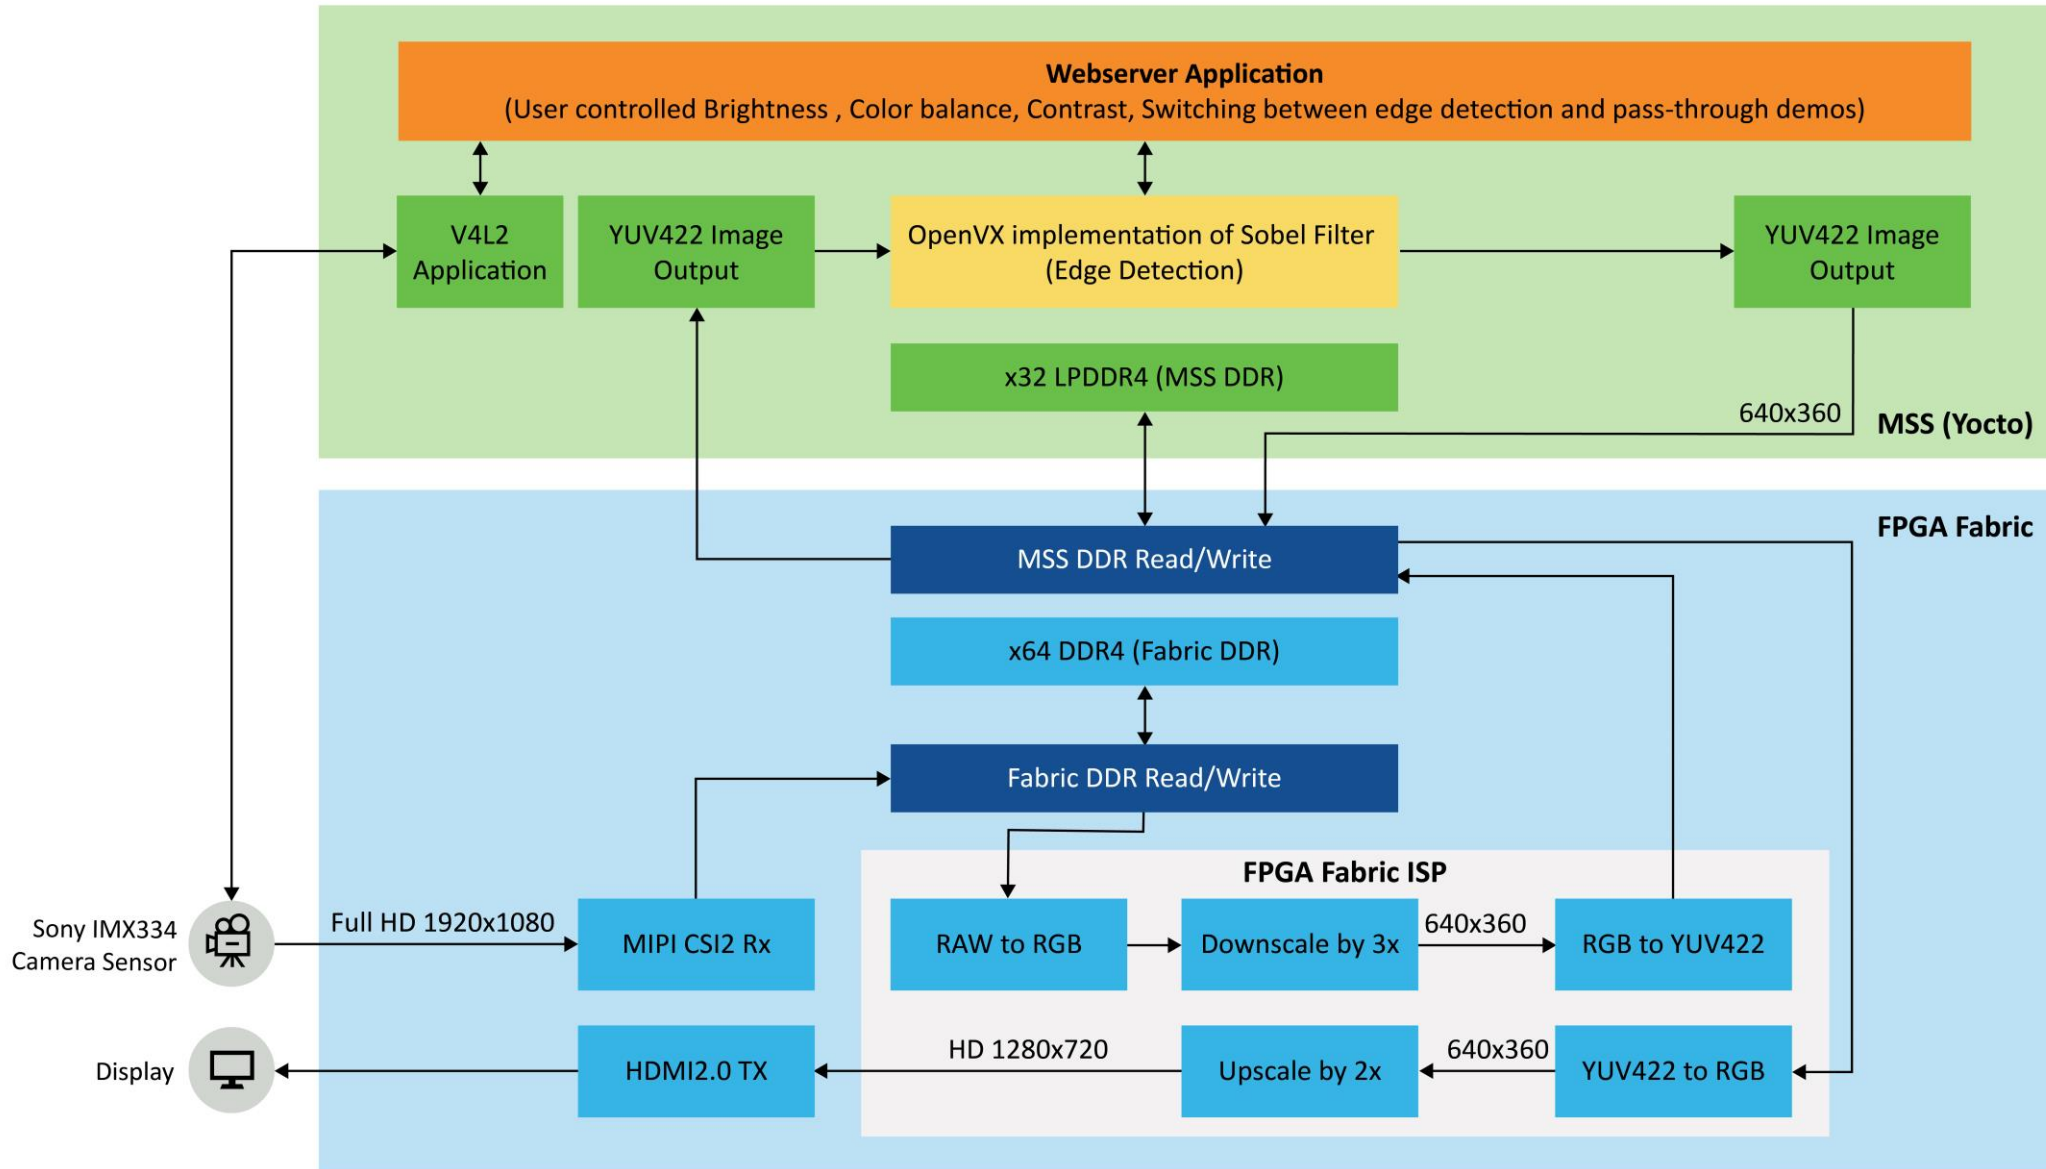 Webserver Application
(User controlled Brightness , Color balance, Contrast, Switching between edge detection and pass-through demos)
V4L2
Application
YUV422 Image
Output
OpenVX implementation of Sobel Filter
(Edge Detection)
YUV422 Image
Output
x32 LPDDR4 (MSS DDR)
640x360
MSS (Yocto)
FPGA Fabric
MSS DDR Read/Write
x64 DDR4 (Fabric DDR)
Fabric DDR Read/Write
FPGA Fabric ISP
Sony IMX334
Camera Sensor
Full HD 1920x1080
MIPI CSI2 Rx
RAW to RGB
Downscale by 3x
640x360
RGB to YUV422
Display
HDMI2.0 TX
HD 1280x720
Upscale by 2x
640x360
YUV422 to RGB